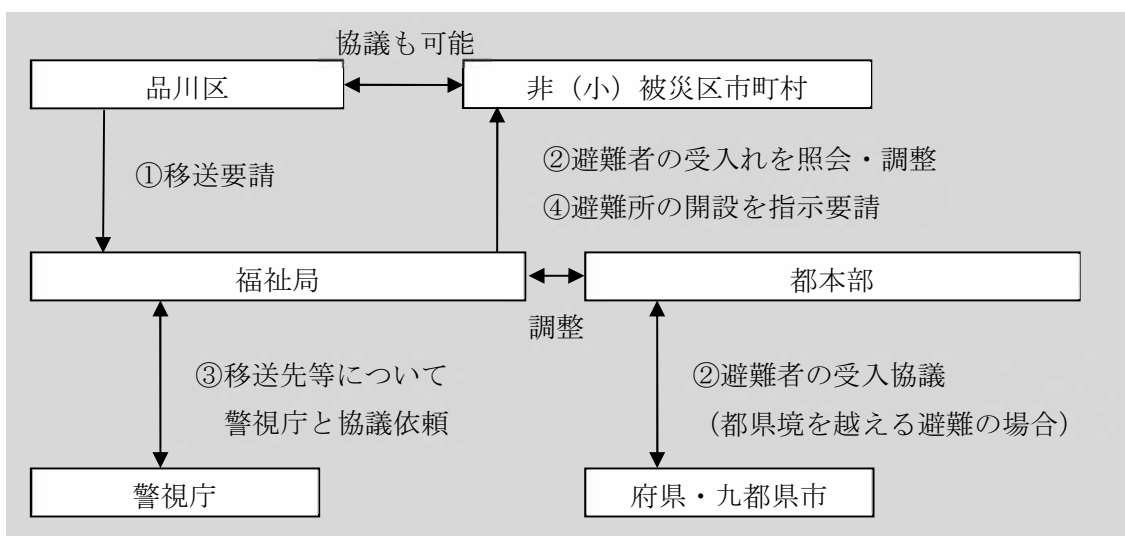 協議も可能
品川区
非（小）被災区市町村
①移送要請
②避難者の受入れを照会・調整
④避難所の開設を指示要請
福祉局
都本部
調整
③移送先等について
警視庁と協議依頼
②避難者の受入協議
（都県境を越える避難の場合）
警視庁
府県・九都県市